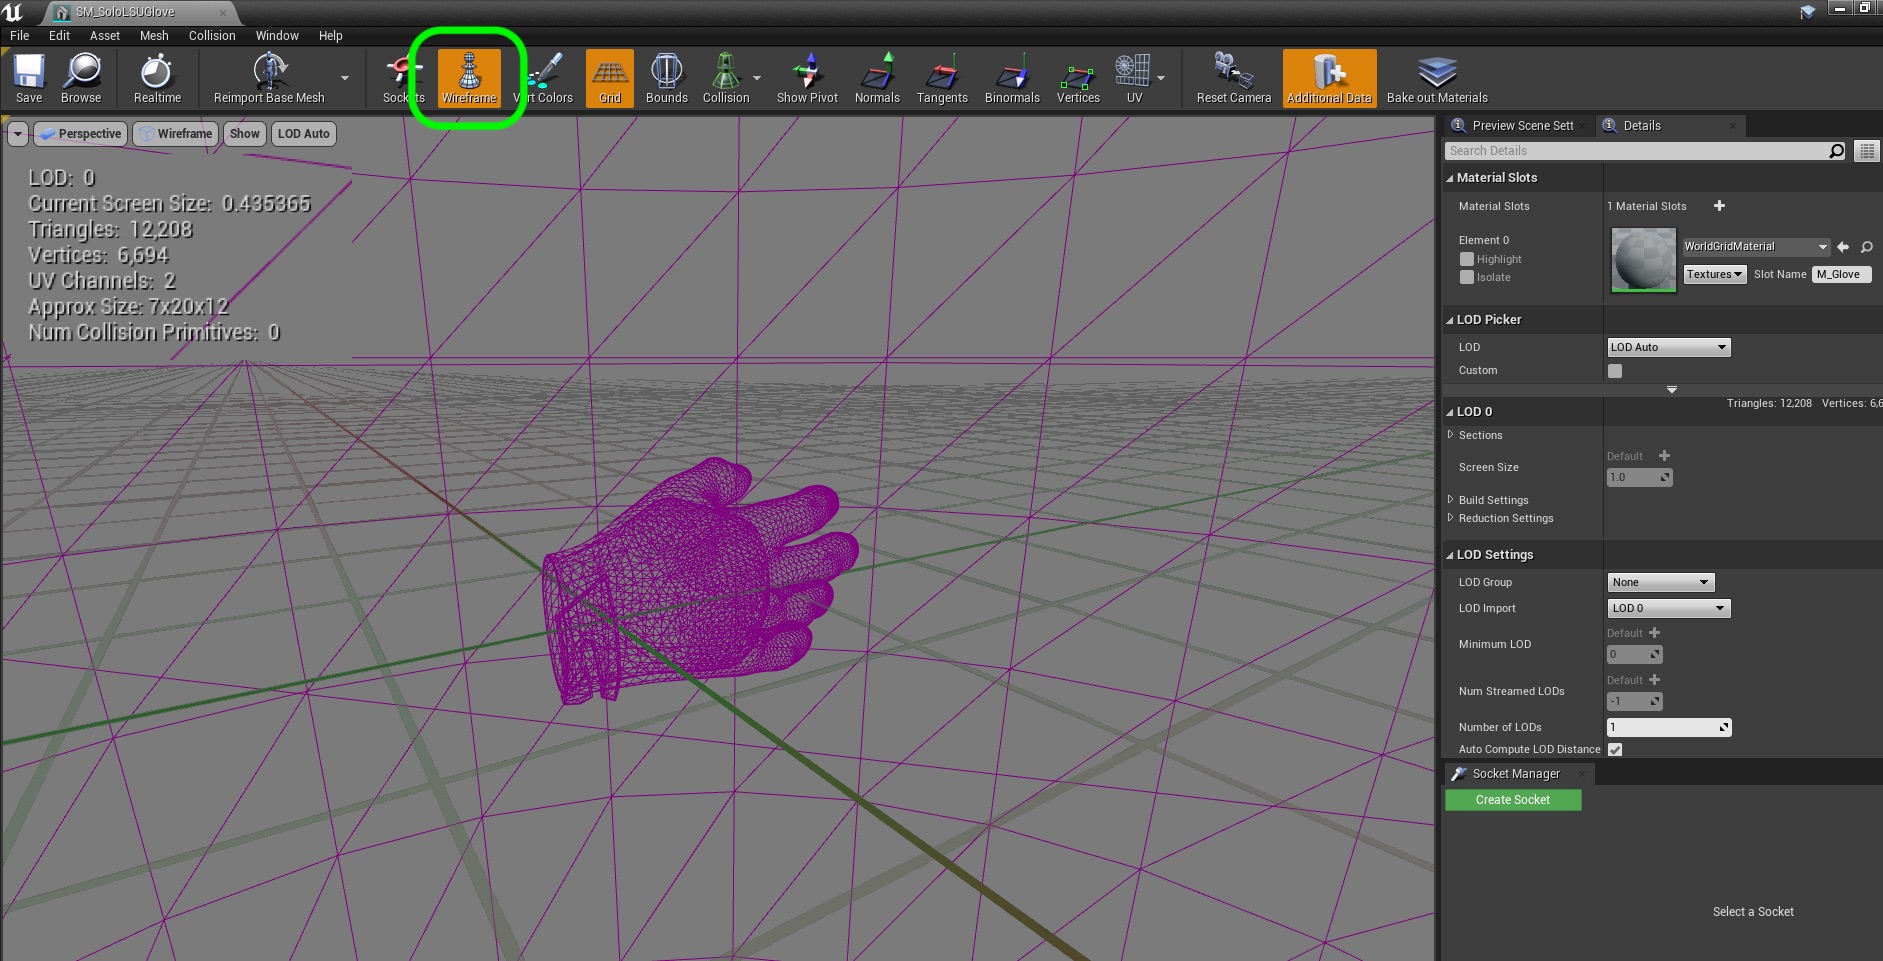 SM_SoloLSUGlove
File Edit Asset Mesh Collision Window Help
Save Browse Realtime Reimport Base Mesh Sockets Wireframe Vert Colors Grid Bounds Collision Show Pivot Normals Tangents Binormals Vertices UV Reset Camera Additional Data Bake out Materials
Perspective Wireframe Show LOD Auto
LOD: 0
Current Screen Size: 0.435365
Triangles: 12,208
Vertices: 6,694
UV Channels: 2
Approx Size: 7x20x12
Num Collision Primitives: 0
Preview Scene Sett Details
Search Details
Material Slots
Material Slots 1 Material Slots
Element 0
Highlight
Isolate
WorldGridMaterial
Textures Slot Name M_Glove
LOD Picker
LOD LOD Auto
Custom
LOD 0 Triangles: 12,208 Vertices: 6,6
Sections
Screen Size Default
1.0
Build Settings
Reduction Settings
LOD Settings
LOD Group None
LOD Import LOD 0
Minimum LOD Default
0
Num Streamed LODs Default
-1
Number of LODs 1
Auto Compute LOD Distance
Socket Manager
Create Socket
Select a Socket